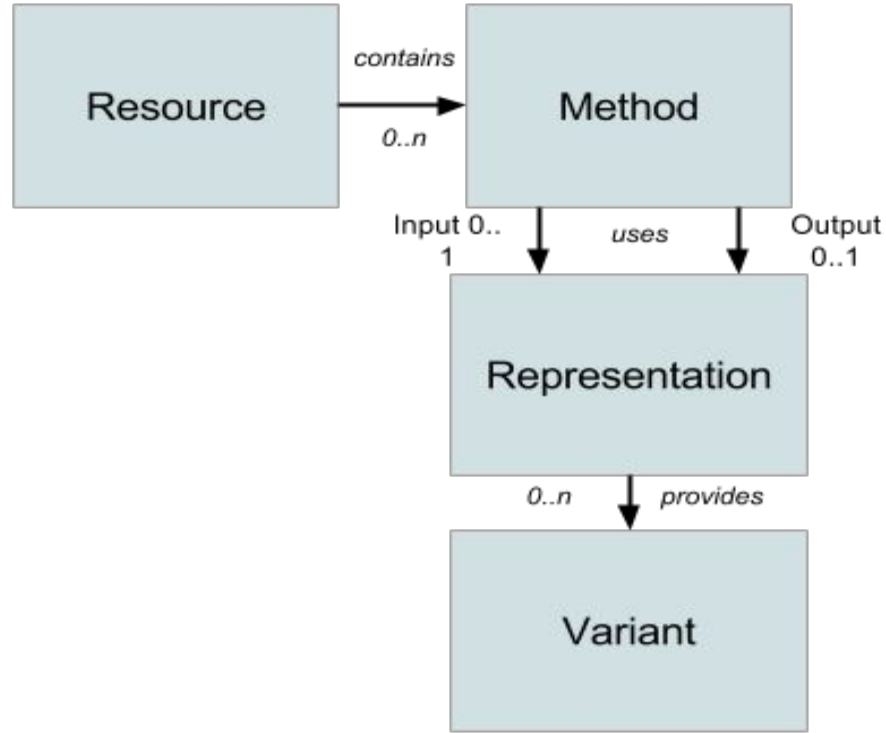 Resource
contains
0..n
Method
Input 0..
1
uses
Output
0..1
Representation
0..n
provides
Variant